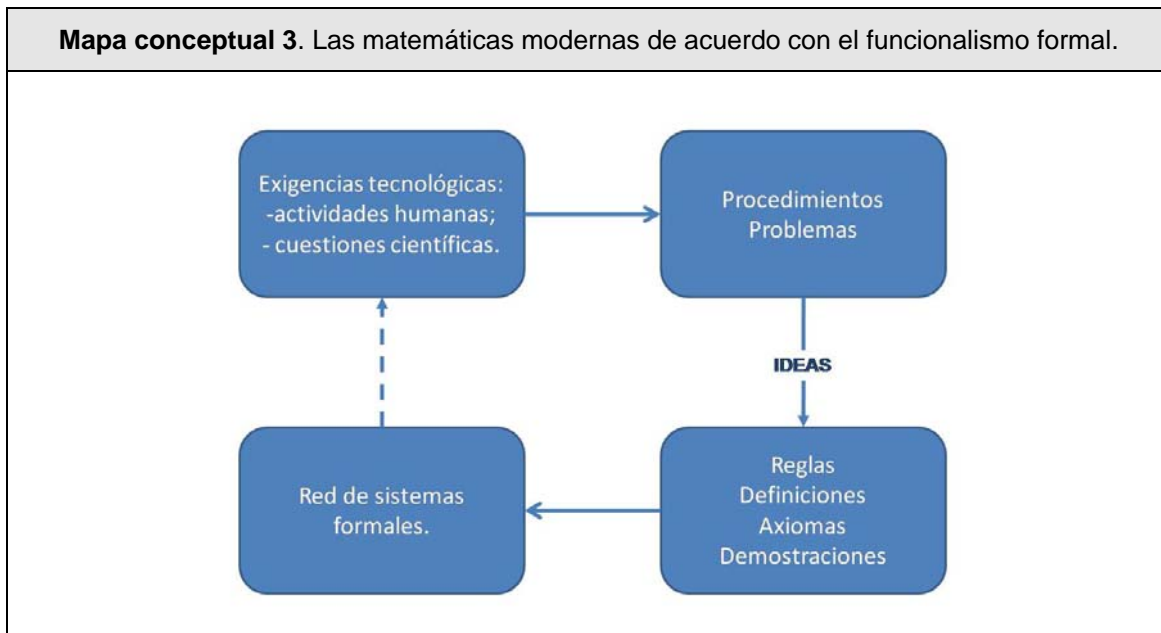 Mapa conceptual 3. Las matemáticas modernas de acuerdo con el funcionalismo formal.
Exigencias tecnológicas:
-actividades humanas;
- cuestiones científicas.
Procedimientos
Problemas
IDEAS
Red de sistemas
formales.
Reglas
Definiciones
Axiomas
Demostraciones